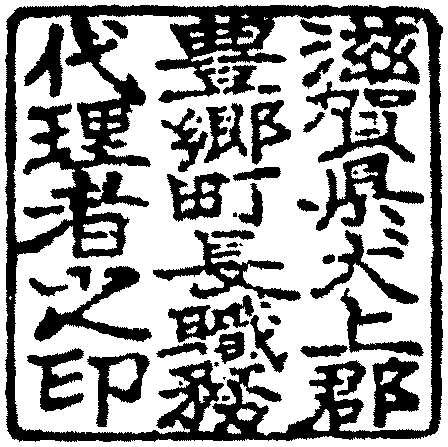 滋賀県犬上郡
豊郷町長職務
代理者之印